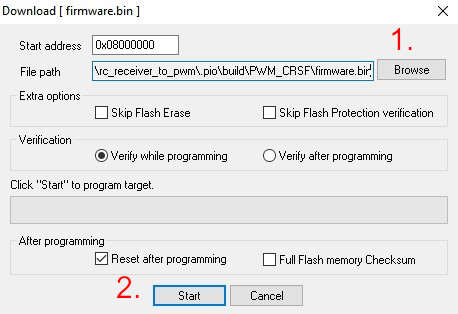 Download [ firmware.bin ]
1.
Start address 0x08000000
File path \rc_receiver_to_pwm\.pio\build\PWM_CRSF\firmware.bin Browse
Extra options
Skip Flash Erase Skip Flash Protection verification
Verification
Verify while programming Verify after programming
Click "Start" to program target.
After programming
Reset after programming Full Flash memory Checksum
2. Start Cancel